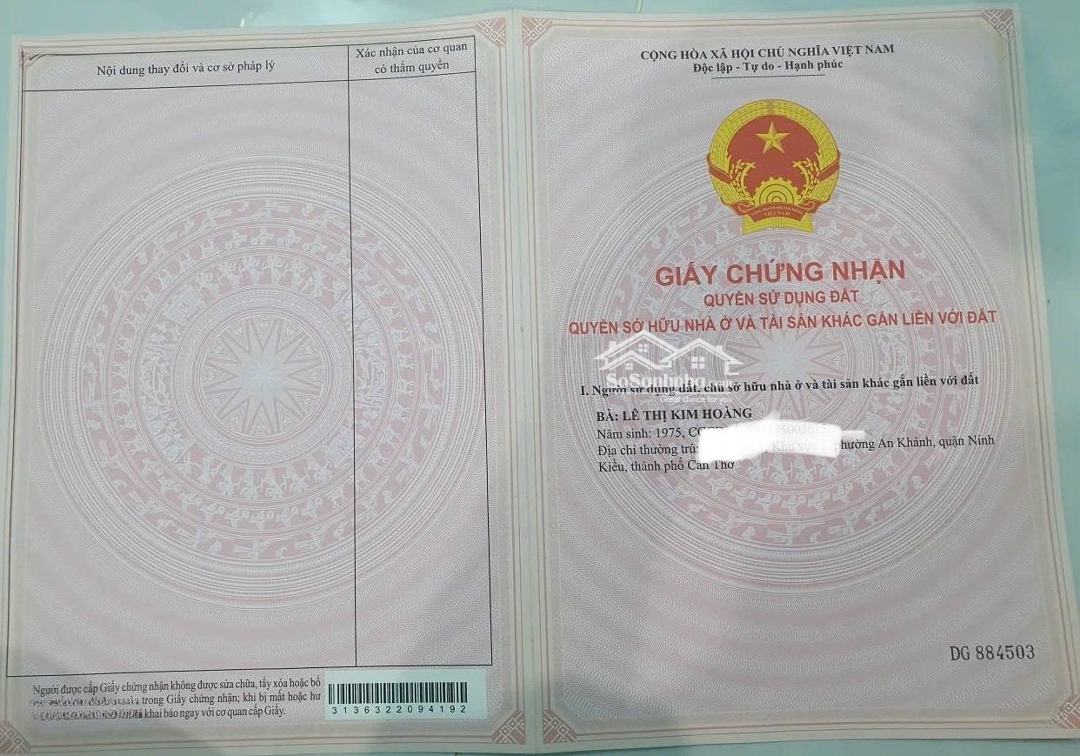 Nội dung thay đổi và cơ sở pháp lý
Xác nhận của cơ quan
có thẩm quyền
Người được cấp Giấy chứng nhận không được sửa chữa, tẩy xóa hoặc bổ
trong Giấy chứng nhận; khi bị mất hoặc hư
khai báo ngay với cơ quan cấp Giấy.
3136322094192
CỘNG HÒA XÃ HỘI CHỦ NGHĨA VIỆT NAM
Độc lập - Tự do - Hạnh phúc
VIỆT NAM
GIẤY CHỨNG NHẬN
QUYỀN SỬ DỤNG ĐẤT
QUYỀN SỞ HỮU NHÀ Ở VÀ TÀI SẢN KHÁC GẮN LIỀN VỚI ĐẤT
SoSanhnha.com
Great choice for you
I. Người sử dụng đất, chủ sở hữu nhà ở và tài sản khác gắn liền với đất
BÀ: LÊ THỊ KIM HOÀNG
Năm sinh: 1975,
Địa chỉ thường trú: Khu vực phường An Khánh, quận Ninh
Kiều, thành phố Cần Thơ
DG 884503